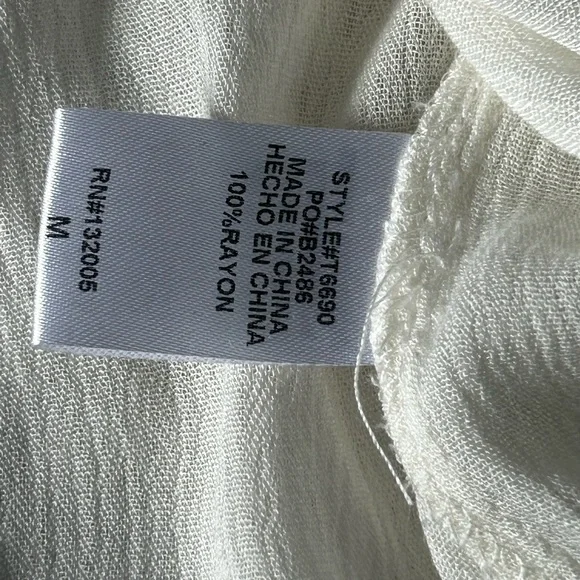 STYLE#T6690
PO#B2486
MADE IN CHINA
HECHO EN CHINA
100%RAYON
RN#132005
M